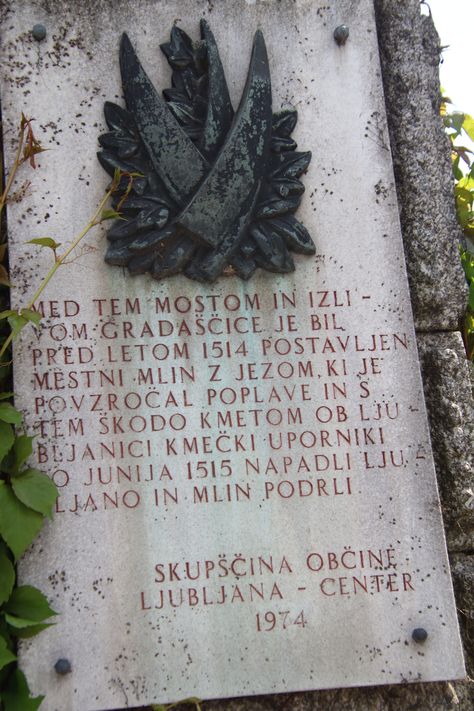 MED TEM MOSTOM IN IZLI -
VOM GRADAŠČICE JE BIL
PRED LETOM 1514 POSTAVLJEN
MESTNI MLIN Z JEZOM, KI JE
POVZROČAL POPLAVE IN S
TEM ŠKODO KMETOM OB LJU -
BLJANICI KMEČKI UPORNIKI
SO JUNIJA 1515 NAPADLI LJU -
BLJANO IN MLIN PODRLI
SKUPŠČINA OBČINE
LJUBLJANA - CENTER
1974